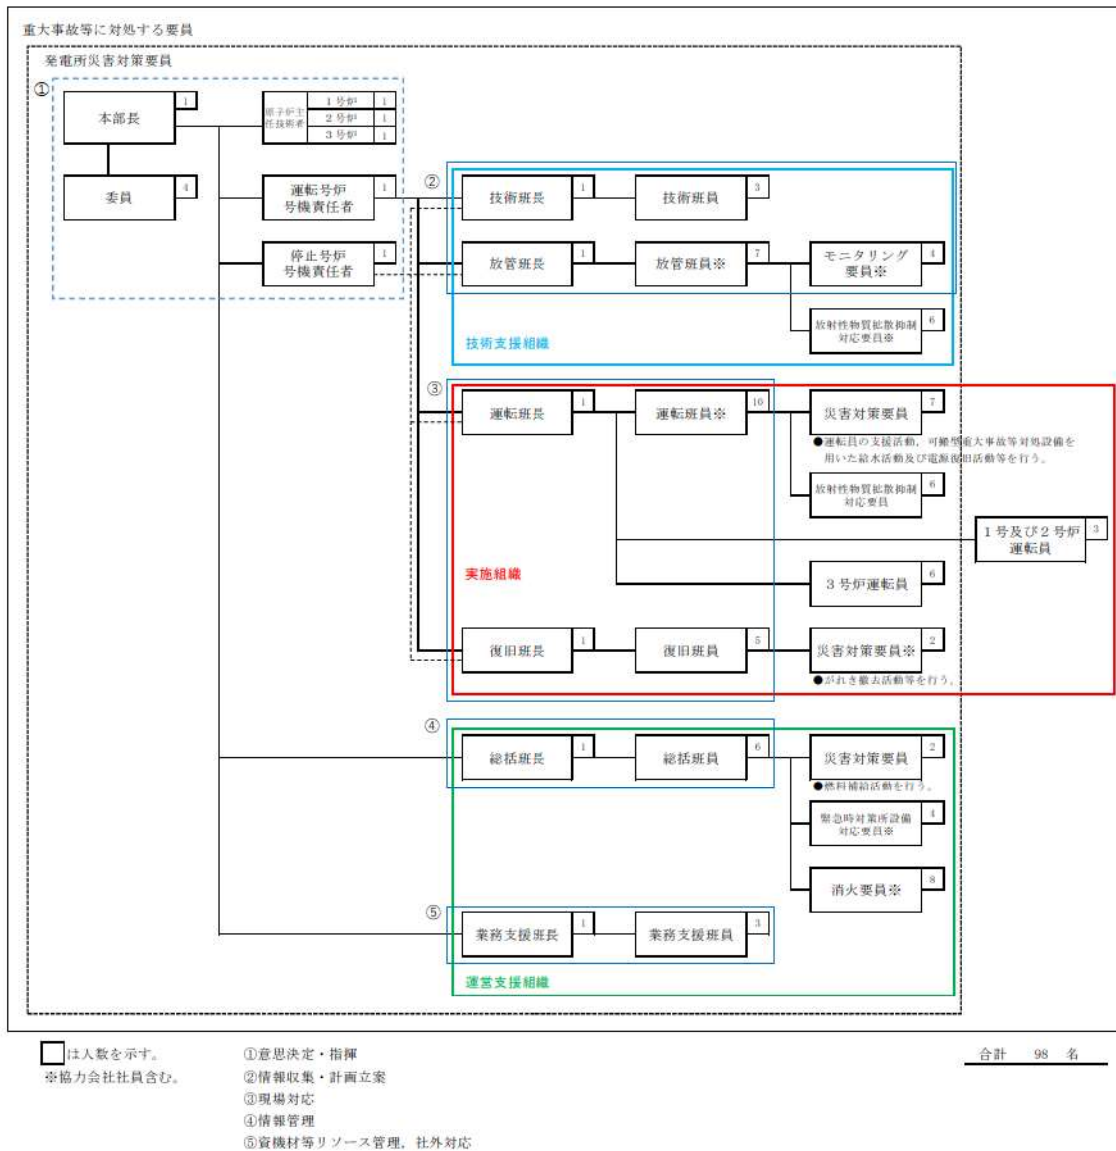 重大事故等に対処する要員
発電所災害対策要員
①
本部長
1
原子炉主
任技術者
1号炉 1
2号炉 1
3号炉 1
委員
4
運転号炉
号機責任者
1
停止号炉
号機責任者
1
②
技術班長
1
技術班員
3
放管班長
1
放管班員※
7
モニタリング
要員※
4
放射性物質拡散抑制
対応要員※
6
技術支援組織
③
運転班長
1
運転班員※
10
災害対策要員
7
●運転員の支援活動，可搬型重大事故等対処設備を
用いた給水活動及び電源復旧活動等を行う。
放射性物質拡散抑制
対応要員
6
1号及び2号炉
運転員
3
実施組織
3号炉運転員
6
復旧班長
1
復旧班員
5
災害対策要員※
2
●がれき撤去活動等を行う。
④
総括班長
1
総括班員
6
災害対策要員
2
●燃料補給活動を行う。
緊急時対策所設備
対応要員※
4
消火要員※
8
⑤
業務支援班長
1
業務支援班員
3
運営支援組織
は人数を示す。
※協力会社社員含む。
①意思決定・指揮
②情報収集・計画立案
③現場対応
④情報管理
⑤資機材等リソース管理，社外対応
合計 98 名